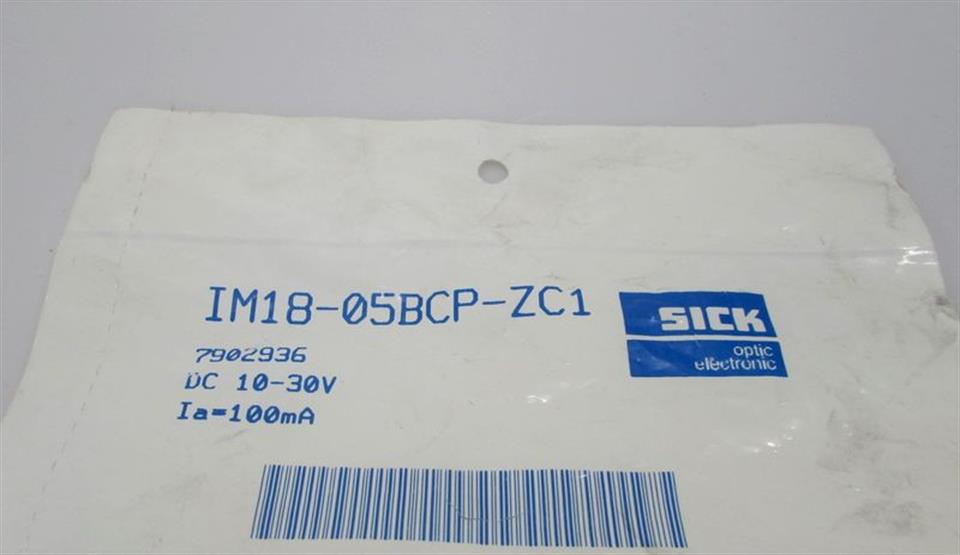 IM18-05BCP-ZC1
7902936
DC 10-30V
Ia=100mA
SICK
optic
electronic